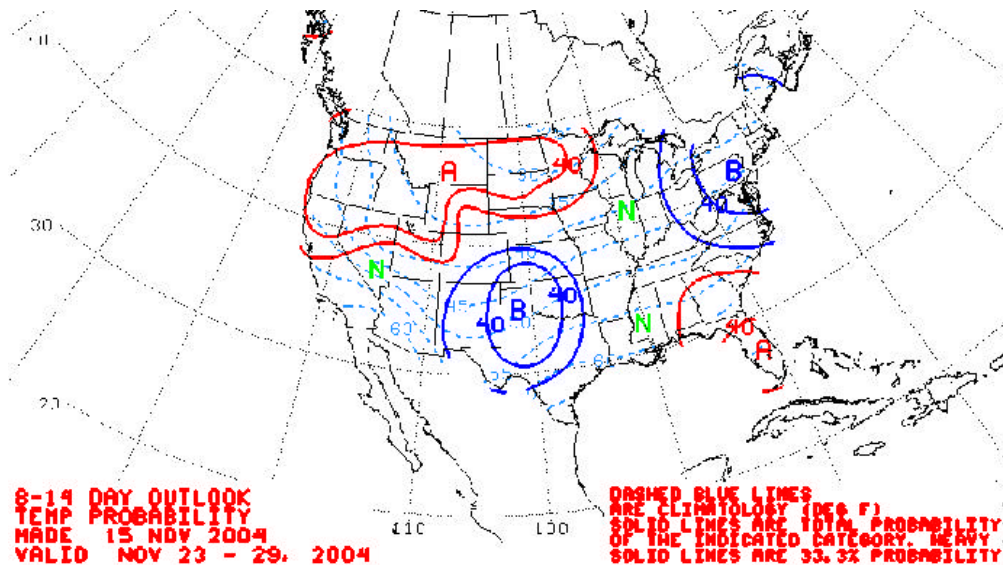 A
40
B
40
30
N
N
B
40
40
60
N
40
A
20
110
100
8-14 DAY OUTLOOK
TEMP PROBABILITY
MADE 15 NOV 2004
VALID NOV 23 - 29, 2004
DASHED BLUE LINES
ARE CLIMATOLOGY (DEG F)
SOLID LINES ARE TOTAL PROBABILITY
OF THE INDICATED CATEGORY. HEAVY
SOLID LINES ARE 33.3% PROBABILITY